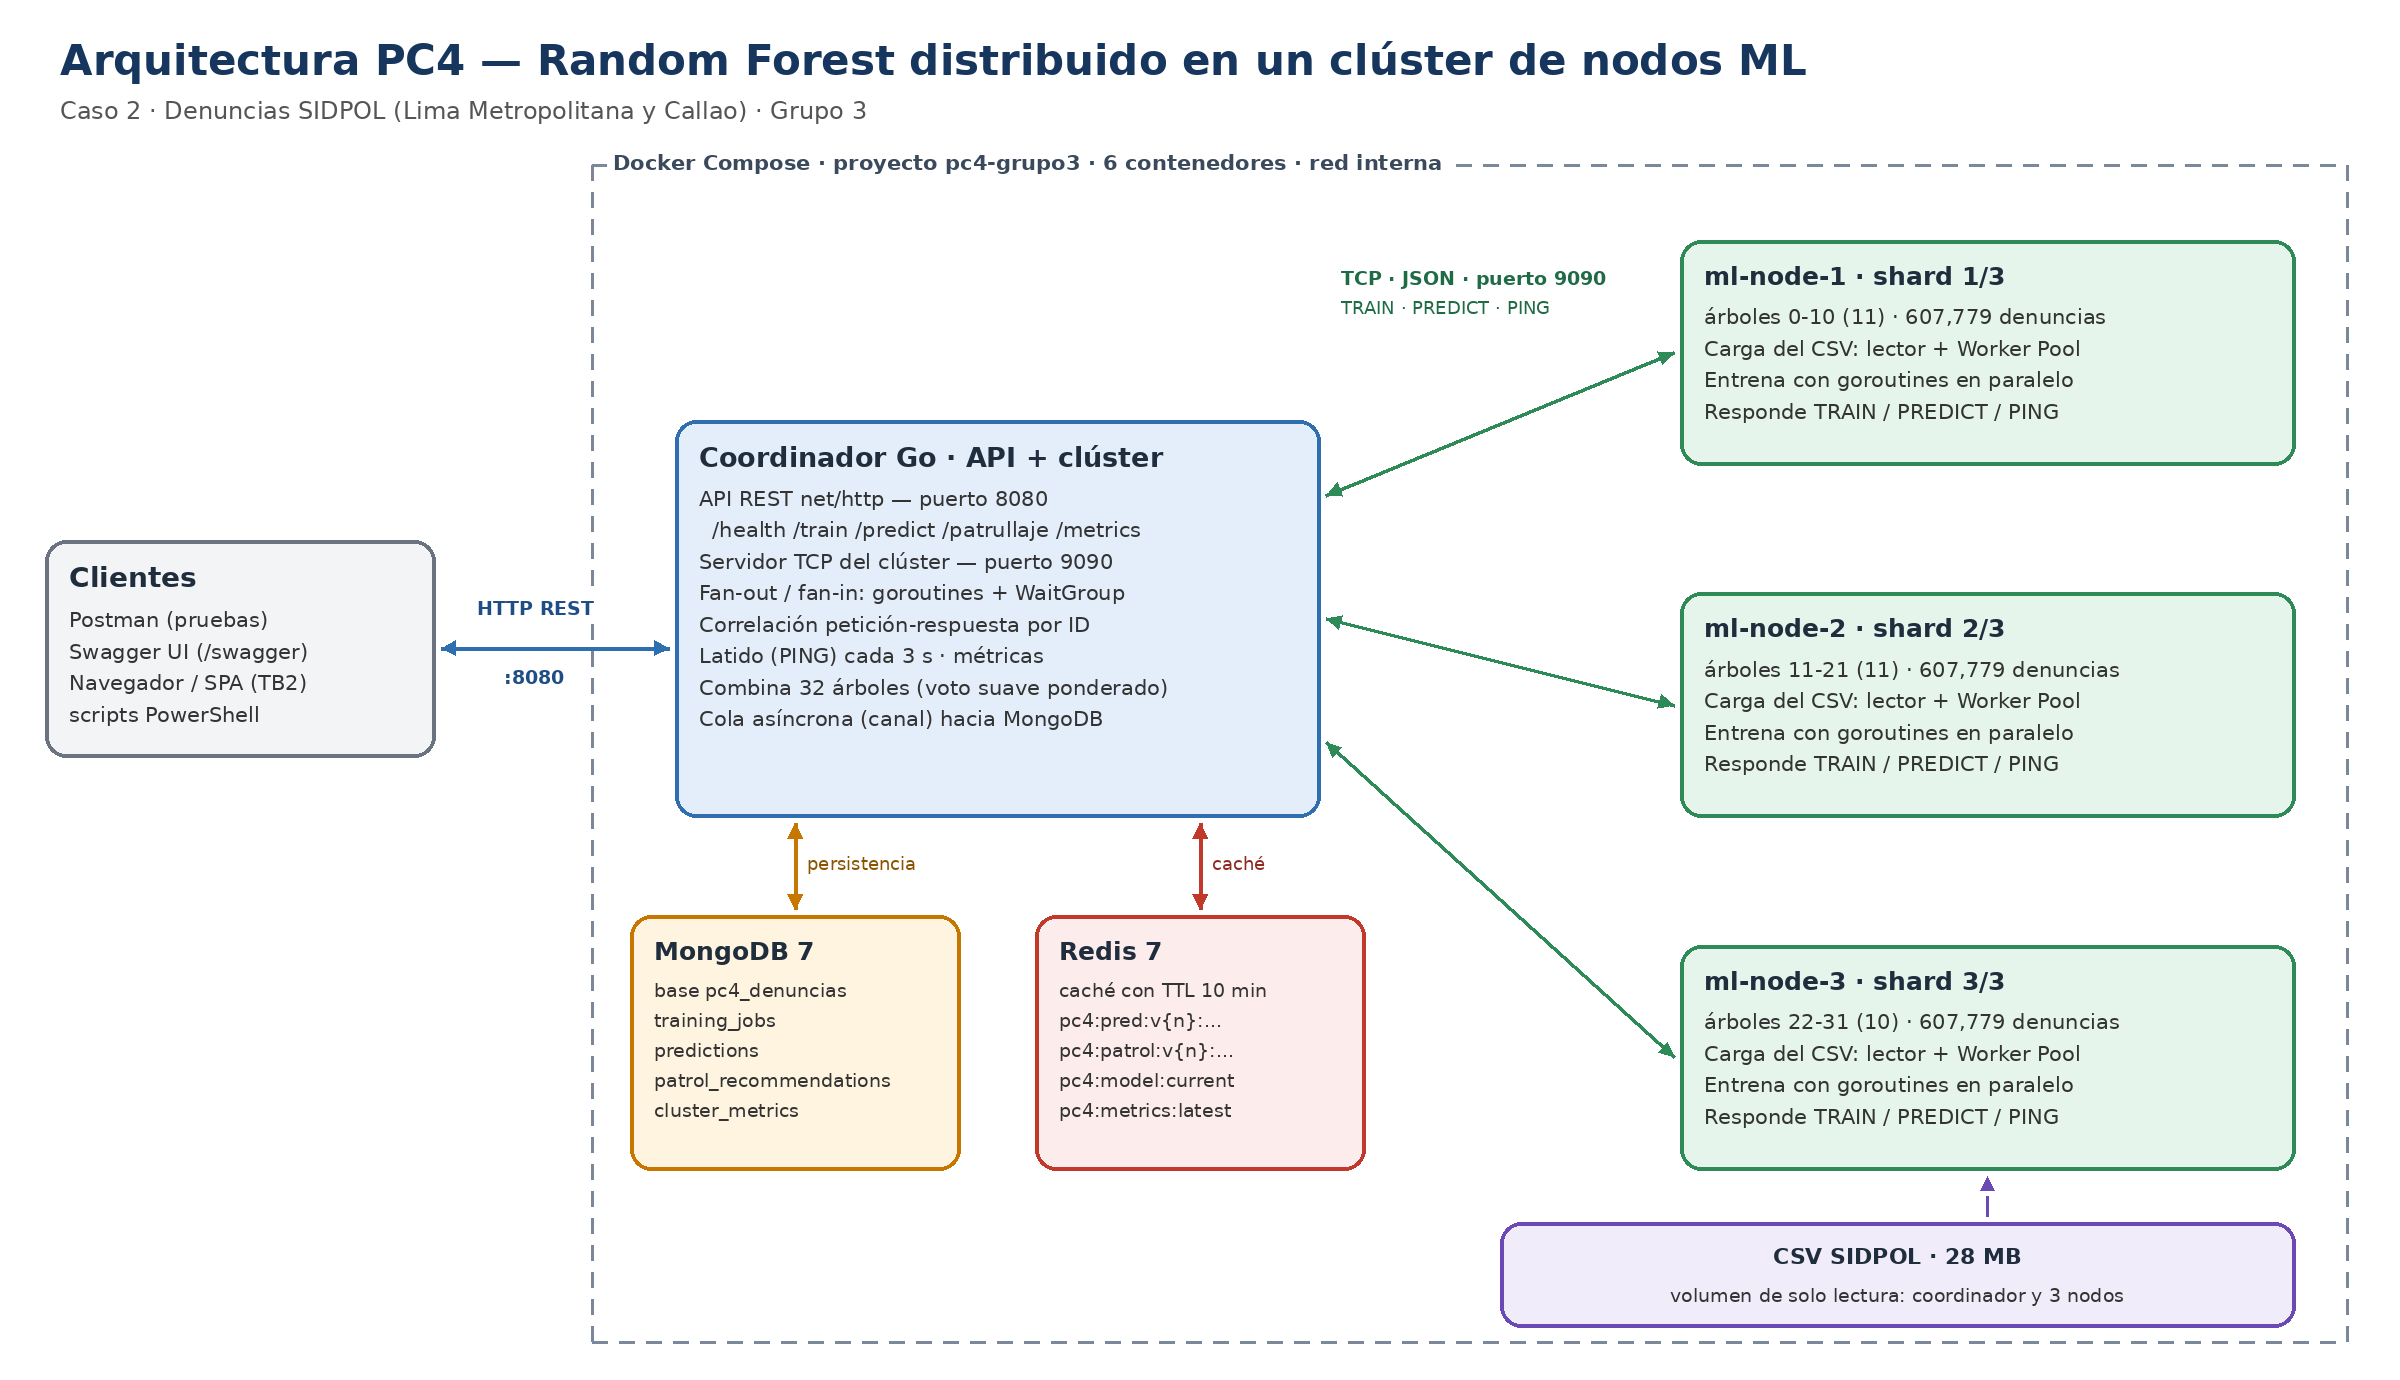 Arquitectura PC4 — Random Forest distribuido en un clúster de nodos ML
Caso 2 · Denuncias SIDPOL (Lima Metropolitana y Callao) · Grupo 3
Docker Compose · proyecto pc4-grupo3 · 6 contenedores · red interna
Clientes
Postman (pruebas)
Swagger UI (/swagger)
Navegador / SPA (TB2)
scripts PowerShell
HTTP REST
:8080
Coordinador Go · API + clúster
API REST net/http — puerto 8080
/health /train /predict /patrullaje /metrics
Servidor TCP del clúster — puerto 9090
Fan-out / fan-in: goroutines + WaitGroup
Correlación petición-respuesta por ID
Latido (PING) cada 3 s · métricas
Combina 32 árboles (voto suave ponderado)
Cola asíncrona (canal) hacia MongoDB
TCP · JSON · puerto 9090
TRAIN · PREDICT · PING
ml-node-1 · shard 1/3
árboles 0-10 (11) · 607,779 denuncias
Carga del CSV: lector + Worker Pool
Entrena con goroutines en paralelo
Responde TRAIN / PREDICT / PING
ml-node-2 · shard 2/3
árboles 11-21 (11) · 607,779 denuncias
Carga del CSV: lector + Worker Pool
Entrena con goroutines en paralelo
Responde TRAIN / PREDICT / PING
persistencia
caché
MongoDB 7
base pc4_denuncias
training_jobs
predictions
patrol_recommendations
cluster_metrics
Redis 7
caché con TTL 10 min
pc4:pred:v{n}:...
pc4:patrol:v{n}:...
pc4:model:current
pc4:metrics:latest
ml-node-3 · shard 3/3
árboles 22-31 (10) · 607,779 denuncias
Carga del CSV: lector + Worker Pool
Entrena con goroutines en paralelo
Responde TRAIN / PREDICT / PING
CSV SIDPOL · 28 MB
volumen de solo lectura: coordinador y 3 nodos